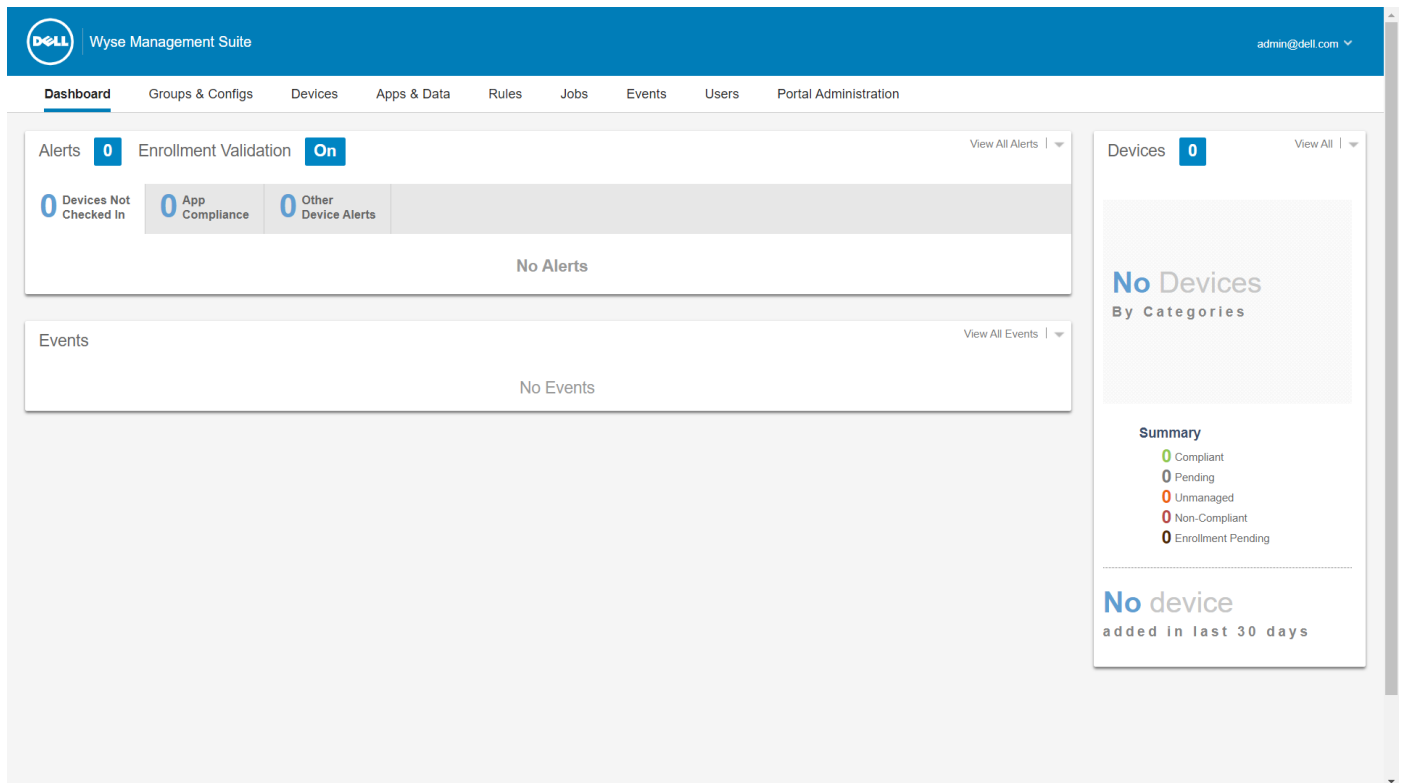 DELL Wyse Management Suite admin@dell.com
Dashboard Groups & Configs Devices Apps & Data Rules Jobs Events Users Portal Administration
Alerts 0 Enrollment Validation On View All Alerts
0 Devices Not Checked In
0 App Compliance
0 Other Device Alerts
No Alerts
Events View All Events
No Events
Devices 0 View All
No Devices
By Categories
Summary
0 Compliant
0 Pending
0 Unmanaged
0 Non-Compliant
0 Enrollment Pending
No device
added in last 30 days